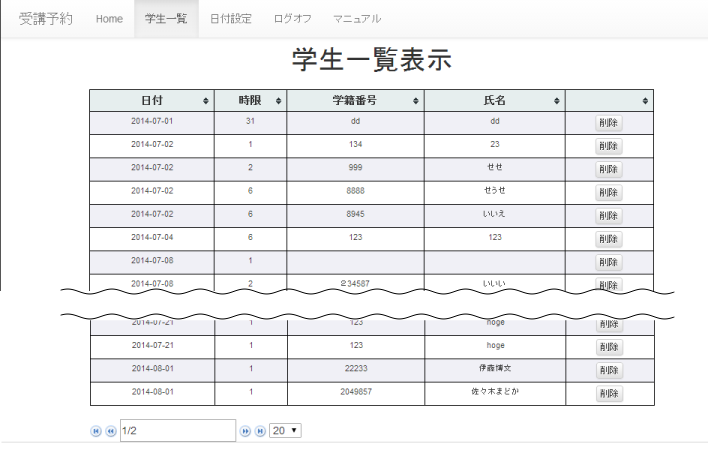 受講予約 Home 学生一覧 日付設定 ログオフ マニュアル
学生一覧表示
日付 時限 学籍番号 氏名
2014-07-01 31 dd dd 削除
2014-07-02 1 134 23 削除
2014-07-02 2 999 せせ 削除
2014-07-02 6 8888 せうせ 削除
2014-07-02 6 8945 いいえ 削除
2014-07-04 6 123 123 削除
2014-07-08 1 削除
2014-07-08 2 234587 いいい 削除
2014-07-21 1 123 hoge 削除
2014-07-21 1 123 hoge 削除
2014-08-01 1 22233 伊藤博文 削除
2014-08-01 1 2049857 佐々木まどか 削除
1/2 20